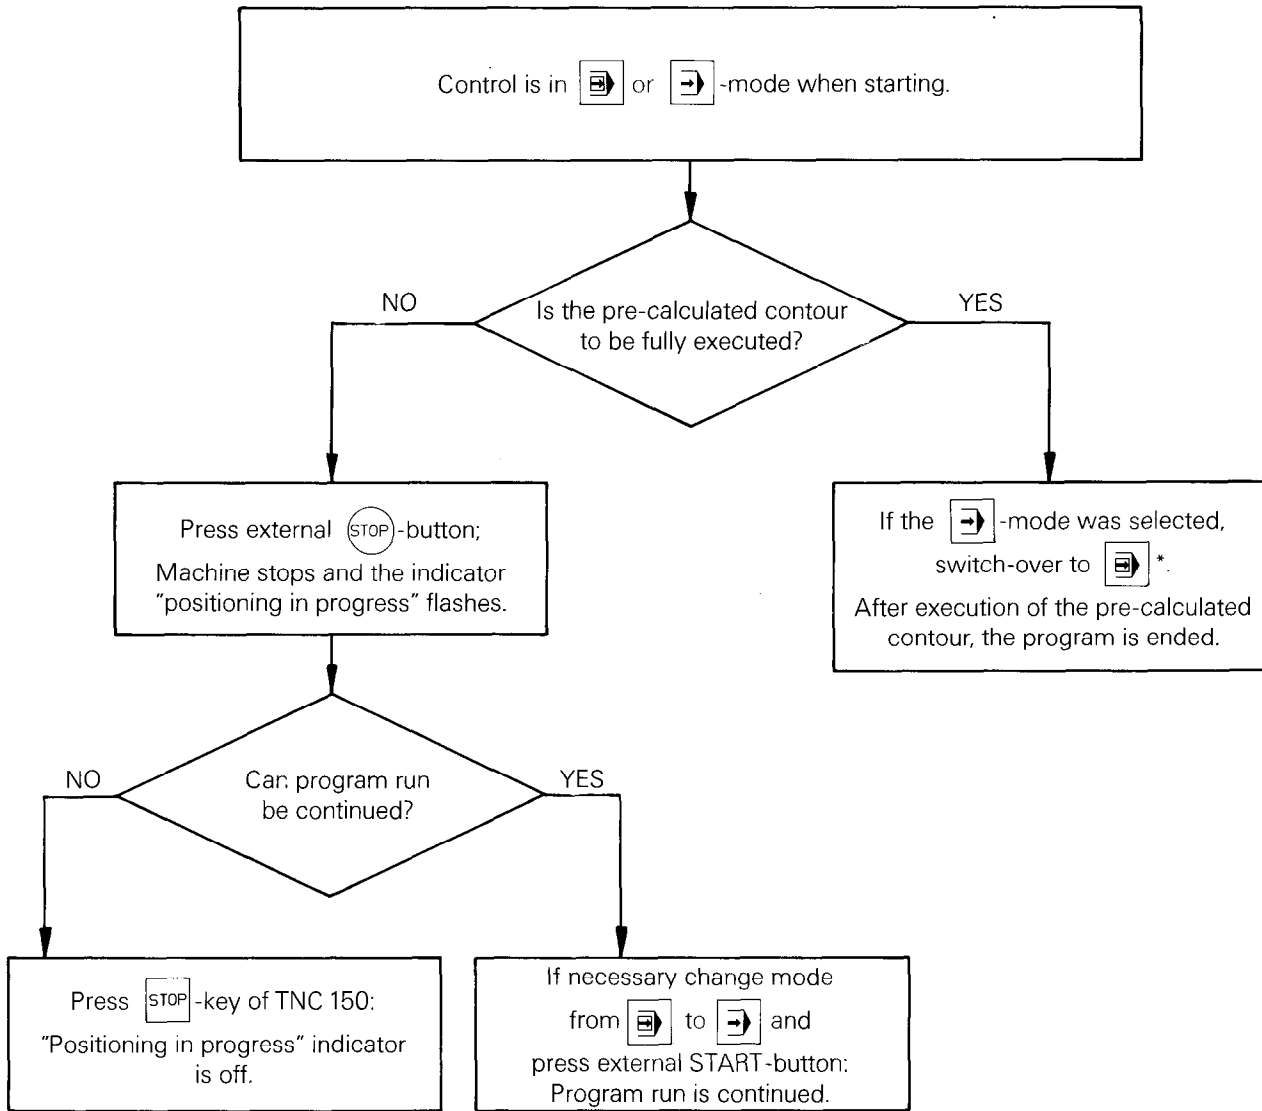 Control is in or -mode when starting.
NO
YES
Is the pre-calculated contour
to be fully executed?
Press external STOP -button;
Machine stops and the indicator
"positioning in progress" flashes.
If the -mode was selected,
switch-over to *.
After execution of the pre-calculated
contour, the program is ended.
NO
YES
Can program run
be continued?
Press STOP -key of TNC 150:
"Positioning in progress" indicator
is off.
If necessary change mode
from to and
press external START-button:
Program run is continued.